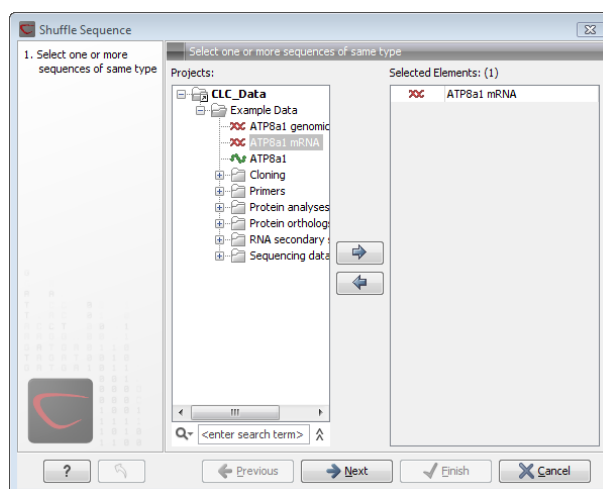 Shuffle Sequence
1. Select one or more
sequences of same type
Select one or more sequences of same type
Projects:
CLC_Data
Example Data
ATP8a1 genomic
ATP8a1 mRNA
ATP8a1
Cloning
Primers
Protein analyses
Protein orthologs
RNA secondary s
Sequencing data
<enter search term>
Selected Elements: (1)
ATP8a1 mRNA
?
Previous
Next
Finish
Cancel